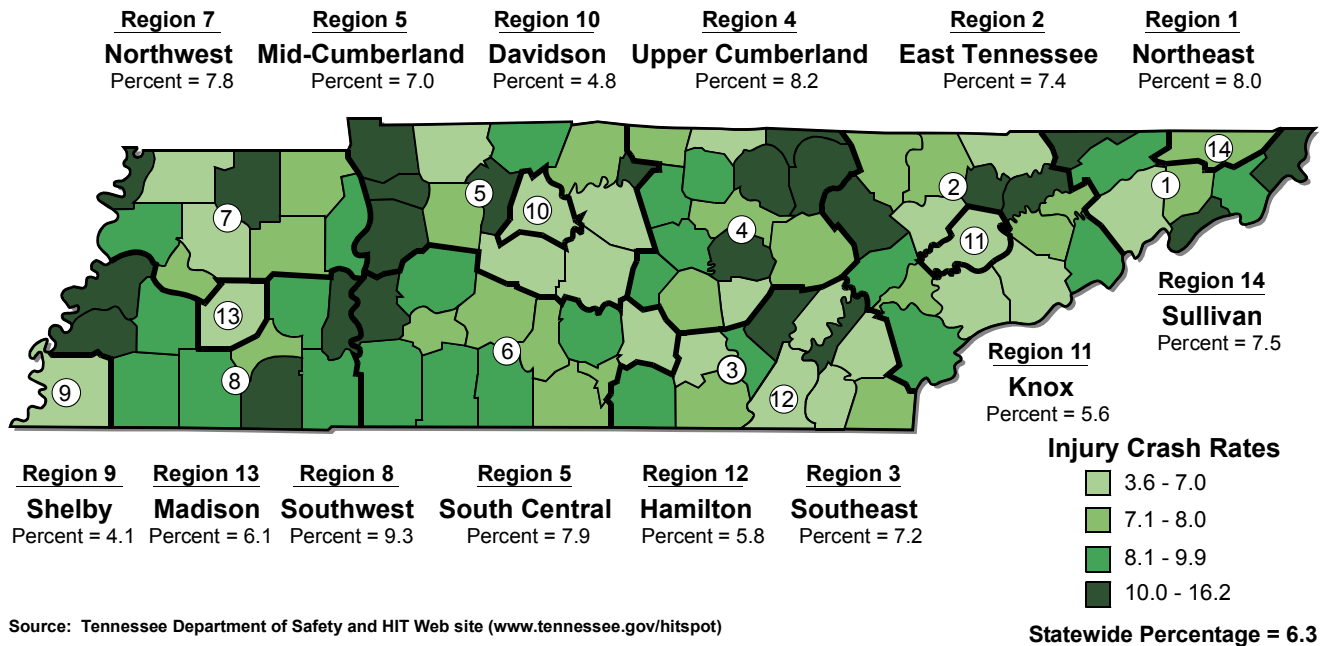 Region 7
Northwest
Percent = 7.8
Region 5
Mid-Cumberland
Percent = 7.0
Region 10
Davidson
Percent = 4.8
Region 4
Upper Cumberland
Percent = 8.2
Region 2
East Tennessee
Percent = 7.4
Region 1
Northeast
Percent = 8.0
14
1
2
5
10
7
4
11
13
6
3
8
9
12
Region 14
Sullivan
Percent = 7.5
Region 11
Knox
Percent = 5.6
Region 9
Shelby
Percent = 4.1
Region 13
Madison
Percent = 6.1
Region 8
Southwest
Percent = 9.3
Region 5
South Central
Percent = 7.9
Region 12
Hamilton
Percent = 5.8
Region 3
Southeast
Percent = 7.2
Injury Crash Rates
3.6 - 7.0
7.1 - 8.0
8.1 - 9.9
10.0 - 16.2
Source: Tennessee Department of Safety and HIT Web site (www.tennessee.gov/hitspot)
Statewide Percentage = 6.3